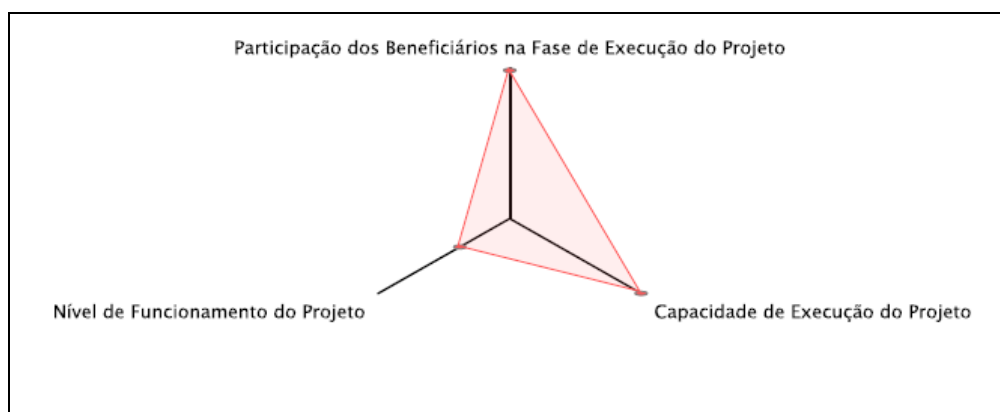 Participação dos Beneficiários na Fase de Execução do Projeto
Nível de Funcionamento do Projeto
Capacidade de Execução do Projeto